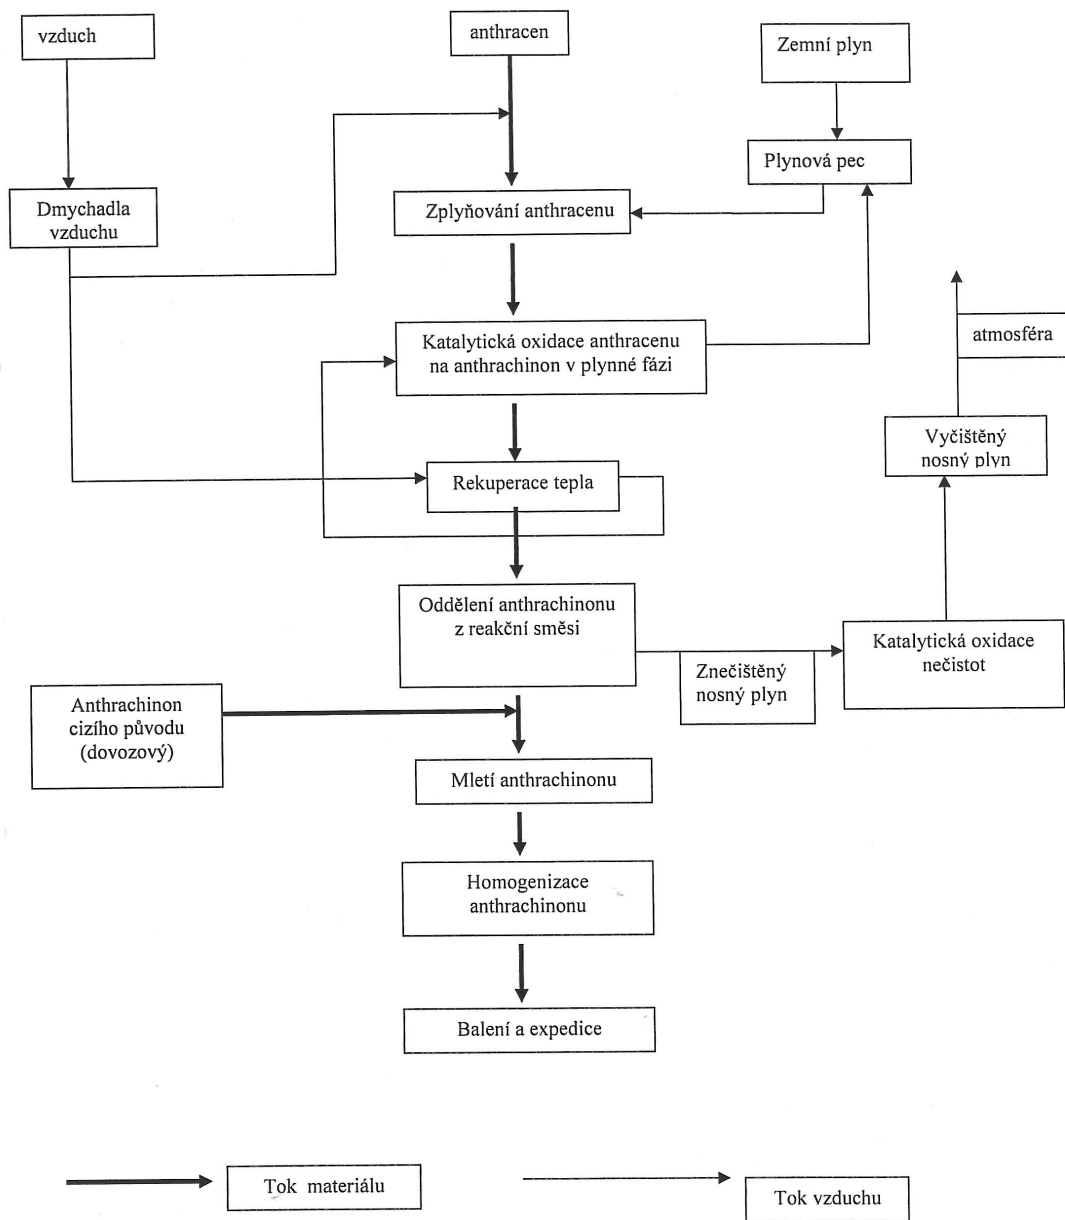 vzduch
anthracen
Zemní plyn
Plynová pec
Dmychadla
vzduchu
Zplyňování anthracenu
Katalytická oxidace anthracenu
na anthrachinon v plynné fázi
atmosféra
Vyčištěný
nosný plyn
Rekuperace tepla
Oddělení anthrachinonu
z reakční směsi
Katalytická oxidace
nečistot
Znečištěný
nosný plyn
Anthrachinon
cizího původu
(dovozový)
Mletí anthrachinonu
Homogenizace
anthrachinonu
Balení a expedice
Tok materiálu
Tok vzduchu